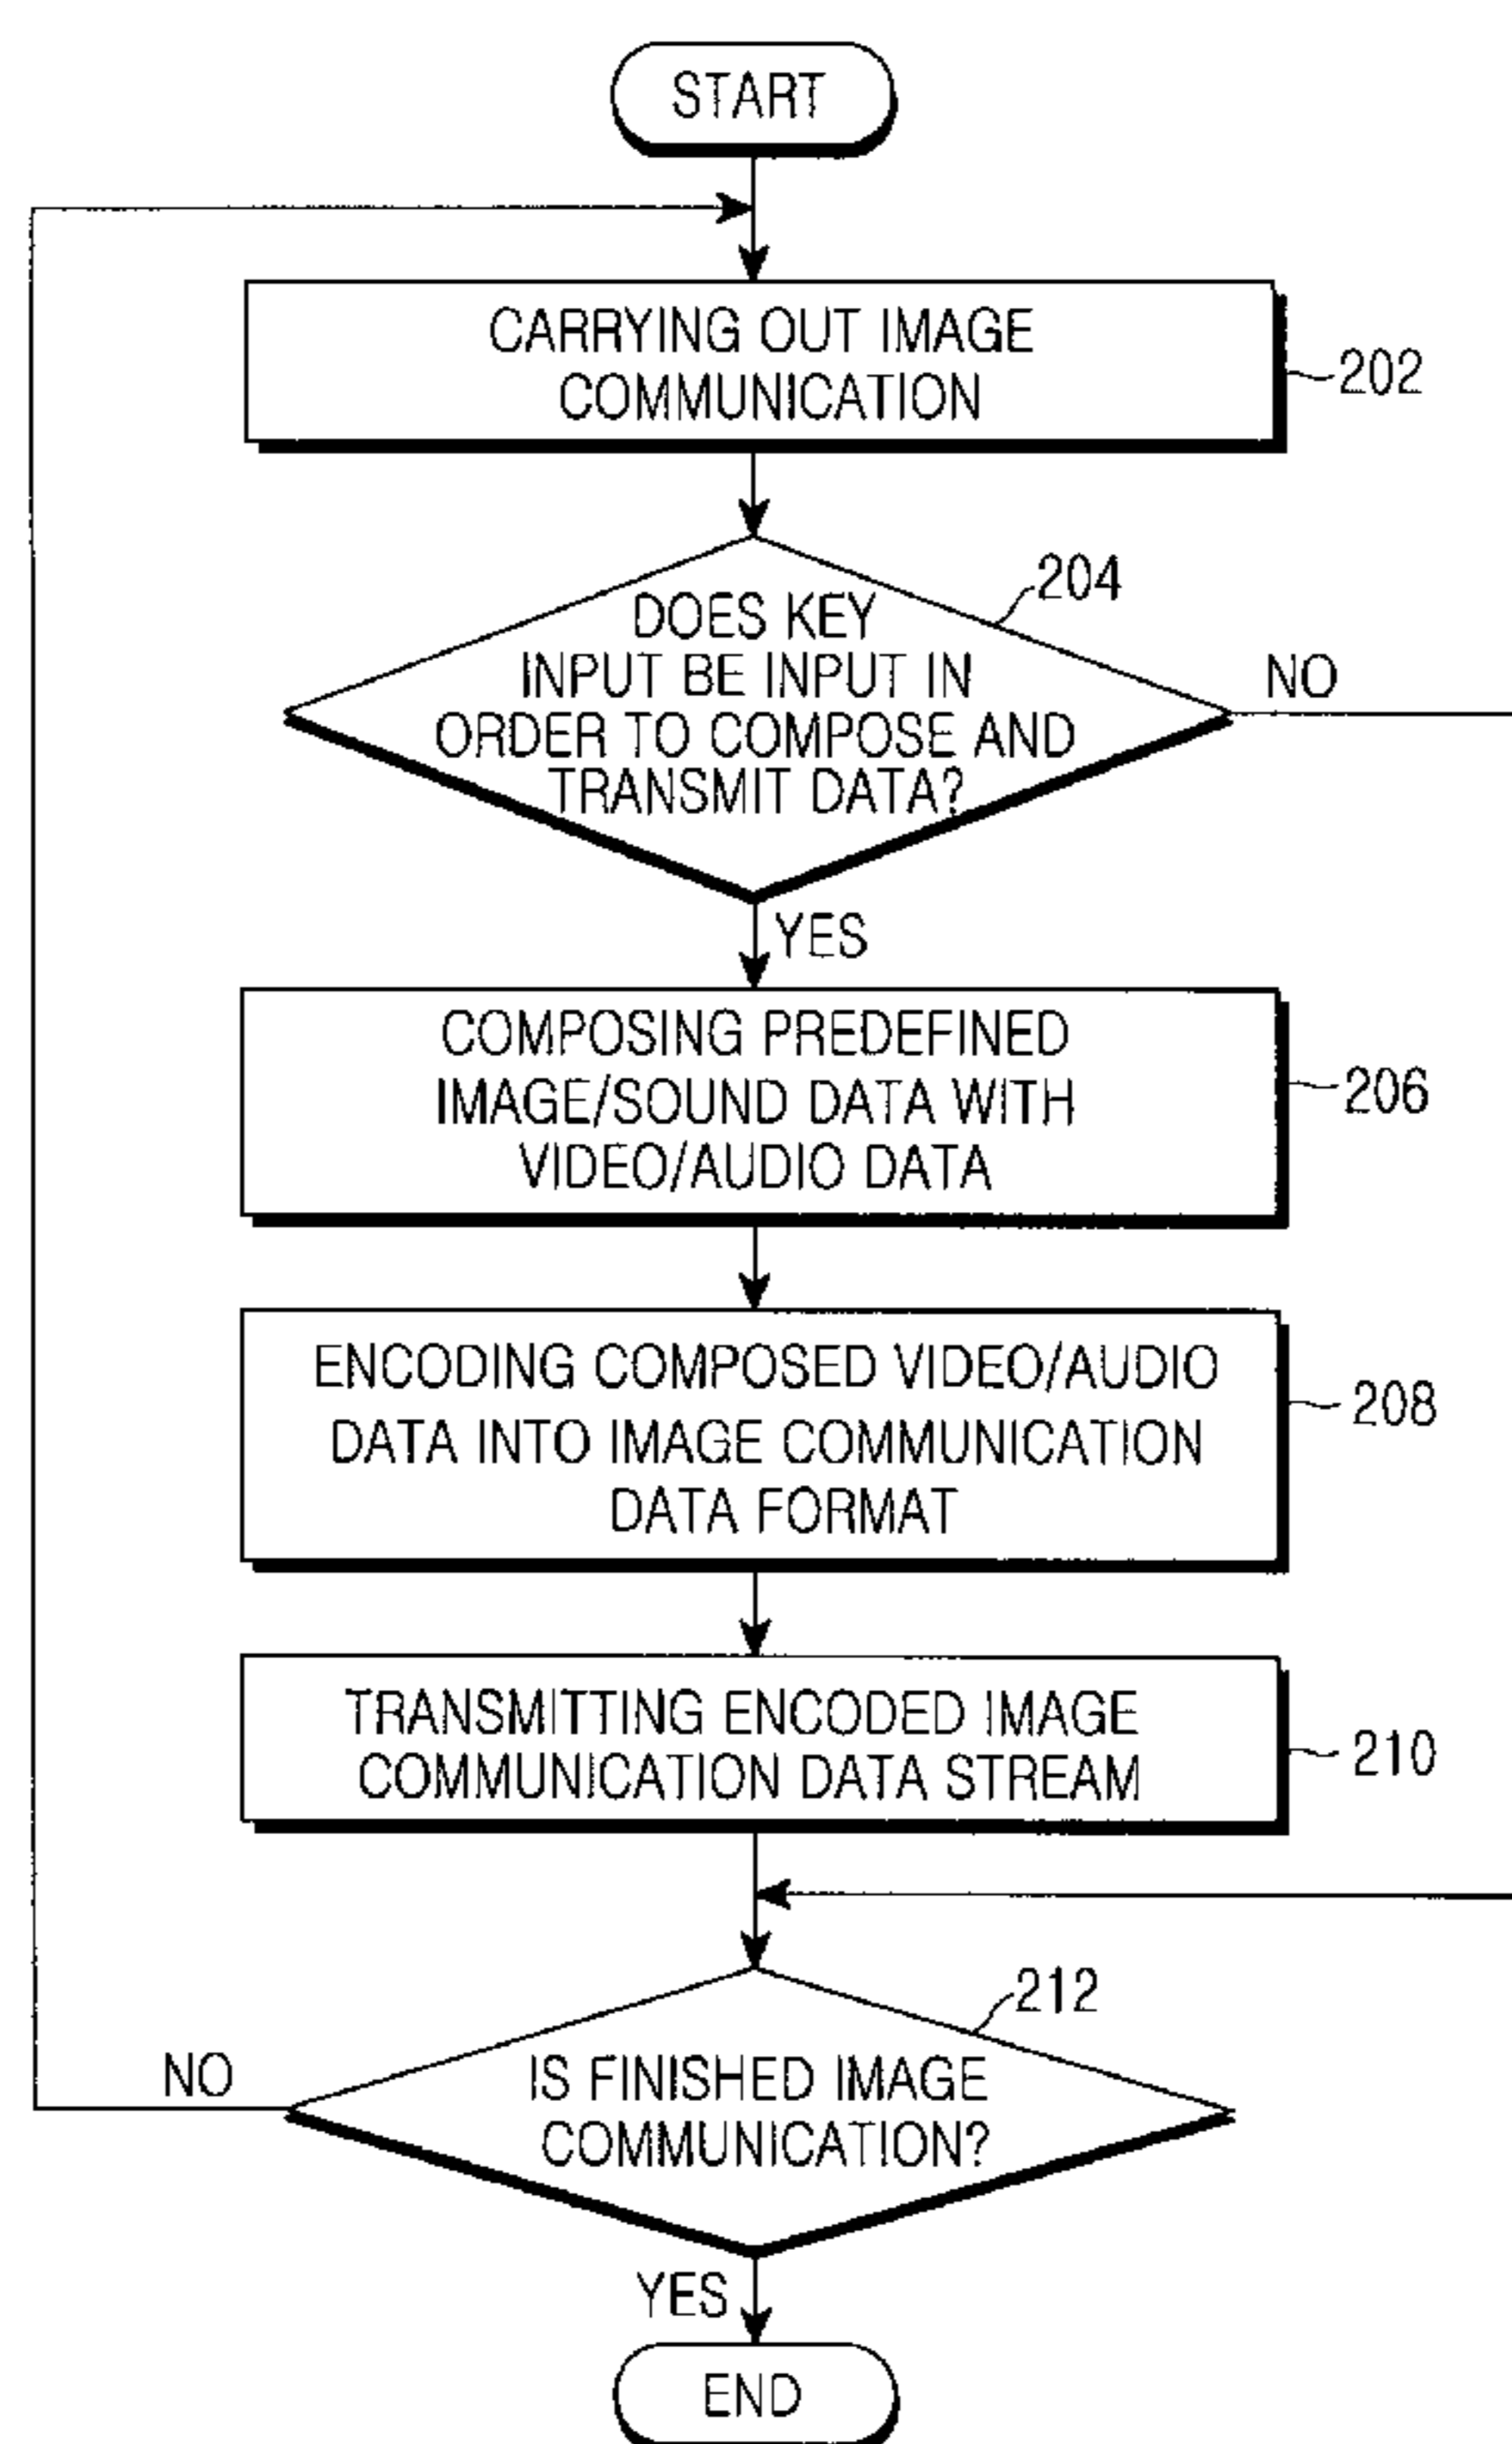 START
CARRYING OUT IMAGE
COMMUNICATION
202
204
DOES KEY
INPUT BE INPUT IN
ORDER TO COMPOSE AND
TRANSMIT DATA?
NO
YES
COMPOSING PREDEFINED
IMAGE/SOUND DATA WITH
VIDEO/AUDIO DATA
206
ENCODING COMPOSED VIDEO/AUDIO
DATA INTO IMAGE COMMUNICATION
DATA FORMAT
208
TRANSMITTING ENCODED IMAGE
COMMUNICATION DATA STREAM
210
212
IS FINISHED IMAGE
COMMUNICATION?
NO
YES
END